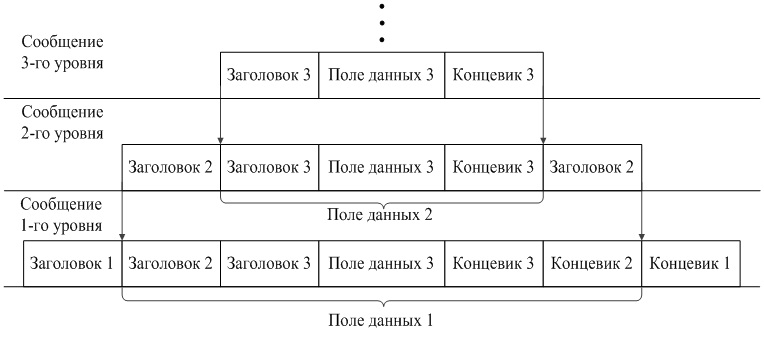 Сообщение
3-го уровня
Заголовок 3
Поле данных 3
Концевик 3
Сообщение
2-го уровня
Заголовок 2
Заголовок 3
Поле данных 3
Концевик 3
Заголовок 2
Поле данных 2
Сообщение
1-го уровня
Заголовок 1
Заголовок 2
Заголовок 3
Поле данных 3
Концевик 3
Концевик 2
Концевик 1
Поле данных 1